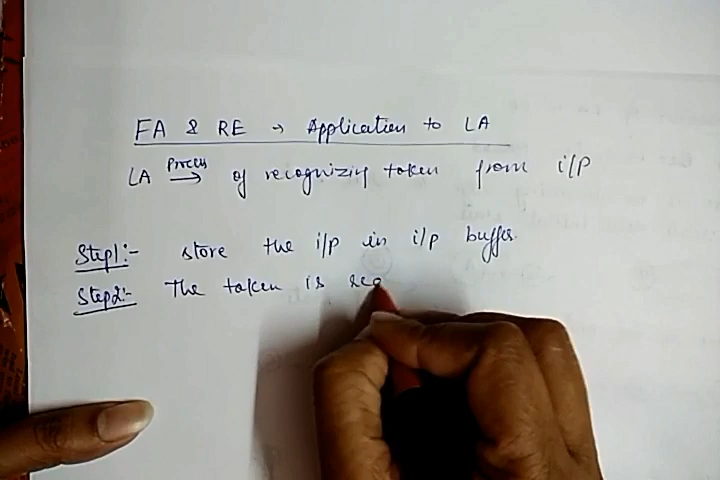 FA & RE → Application to LA
LA Process → of recognizing token from i/p
Step1:- store the i/p in i/p buffer.
Step2:- The token is rec